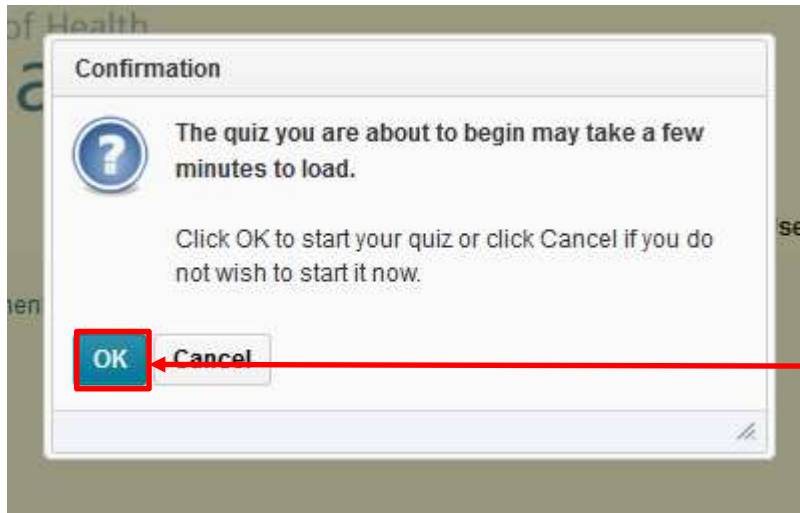 of Health
Confirmation
The quiz you are about to begin may take a few
minutes to load.
Click OK to start your quiz or click Cancel if you do
not wish to start it now.
OK Cancel